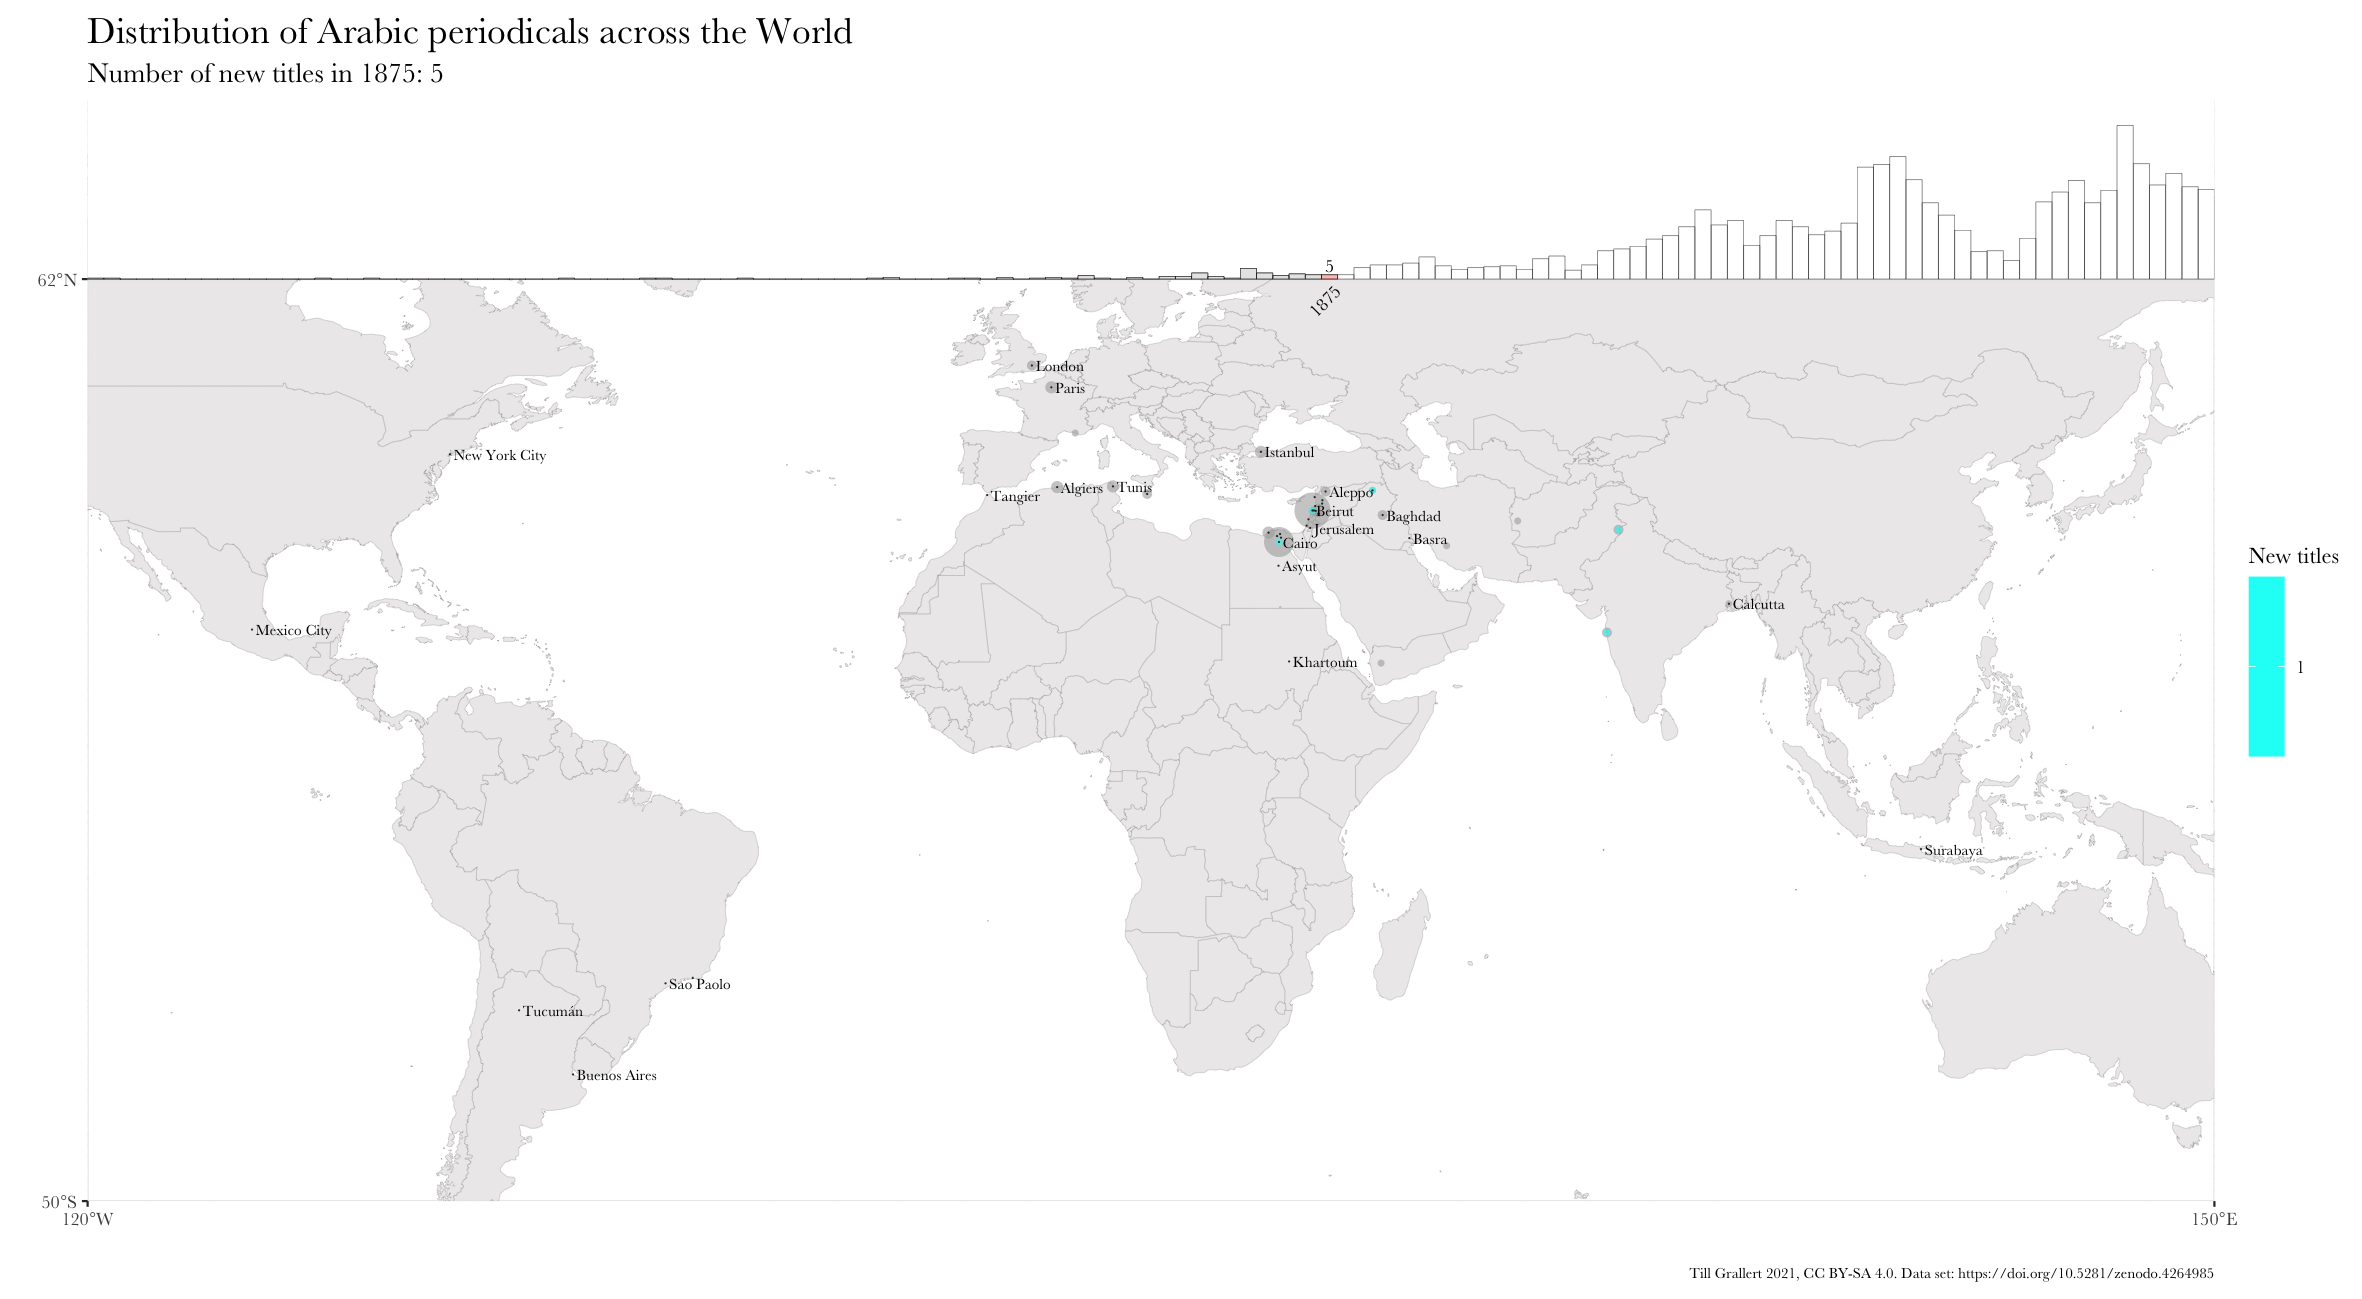 Distribution of Arabic periodicals across the World
Number of new titles in 1875: 5
5
62°N
1875
London
Paris
Istanbul
New York City
Tangier
Algiers
Tunis
Aleppo
Beirut
Baghdad
Jerusalem
Basra
Cairo
Asyut
New titles
Calcutta
Mexico City
Khartoum
1
Surabaya
Sao Paolo
Tucumán
Buenos Aires
50°S
120°W
150°E
Till Grallert 2021, CC BY-SA 4.0. Data set: https://doi.org/10.5281/zenodo.4264985